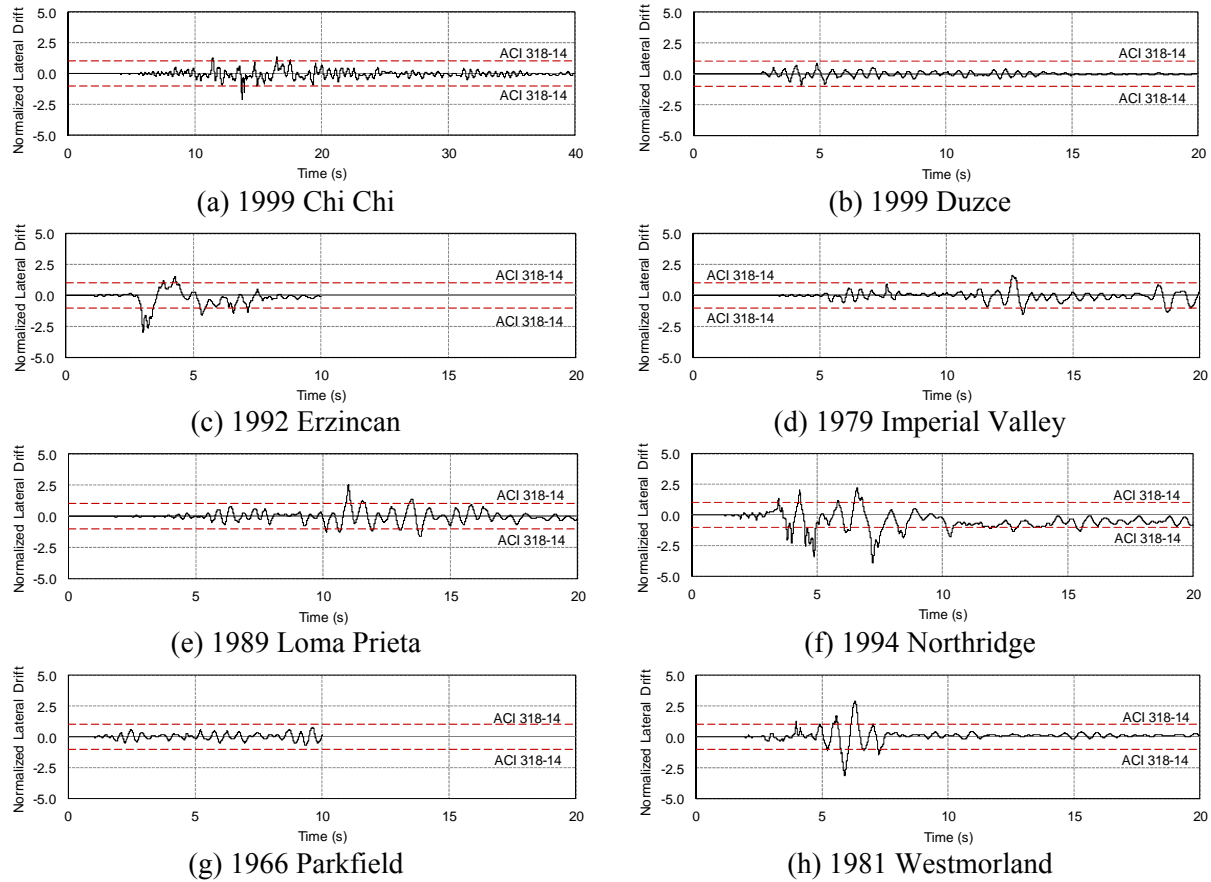 Normalized Lateral Drift
5.0
2.5
0.0
-2.5
-5.0
ACI 318-14
ACI 318-14
0 10 20 30 40
Time (s)
(a) 1999 Chi Chi
Normalized Lateral Drift
5.0
2.5
0.0
-2.5
-5.0
ACI 318-14
ACI 318-14
0 5 10 15 20
Time (s)
(b) 1999 Duzce
Normalized Lateral Drift
5.0
2.5
0.0
-2.5
-5.0
ACI 318-14
ACI 318-14
0 5 10 15 20
Time (s)
(c) 1992 Erzincan
Normalized Lateral Drift
5.0
2.5
0.0
-2.5
-5.0
ACI 318-14
ACI 318-14
0 5 10 15 20
Time (s)
(d) 1979 Imperial Valley
Normalizied Lateral Drift
5.0
2.5
0.0
-2.5
-5.0
ACI 318-14
ACI 318-14
0 5 10 15 20
Time (s)
(e) 1989 Loma Prieta
Normalized Lateral Drift
5.0
2.5
0.0
-2.5
-5.0
ACI 318-14
ACI 318-14
0 5 10 15 20
Time (s)
(f) 1994 Northridge
Normalized Lateral Drift
5.0
2.5
0.0
-2.5
-5.0
ACI 318-14
ACI 318-14
0 5 10 15 20
Time (s)
(g) 1966 Parkfield
Normalized Lateral Drift
5.0
2.5
0.0
-2.5
-5.0
ACI 318-14
ACI 318-14
0 5 10 15 20
Time (s)
(h) 1981 Westmorland